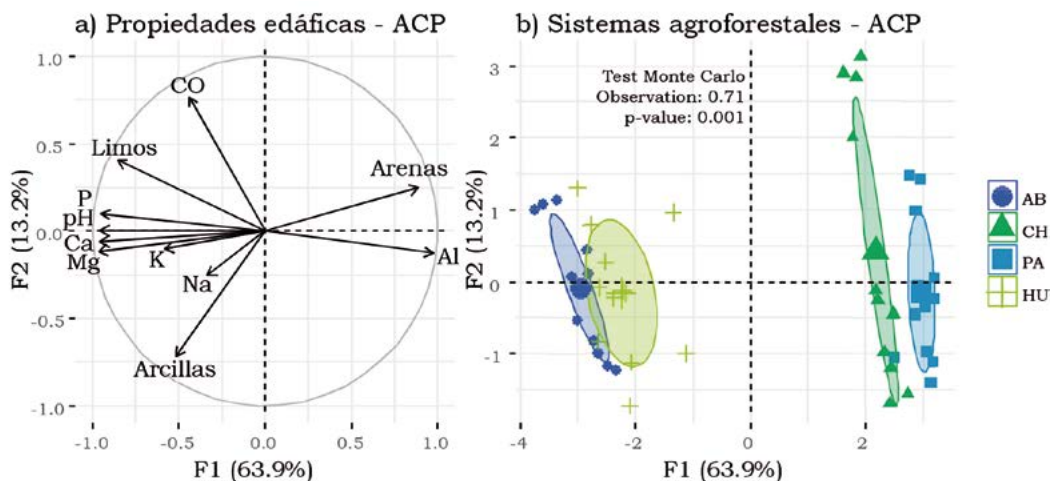 a) Propiedades edáficas - ACP
1.0
0.5
0.0
-0.5
-1.0
F2 (13.2%)
CO
Limos
Arenas
P
pH
Ca
Mg
K
Na
Al
Arcillas
-1.0
-0.5
0.0
0.5
1.0
F1 (63.9%)
b) Sistemas agroforestales - ACP
3
2
1
0
-1
F2 (13.2%)
Test Monte Carlo
Observation: 0.71
p-value: 0.001
-4
-2
0
2
F1 (63.9%)
AB
CH
PA
HU